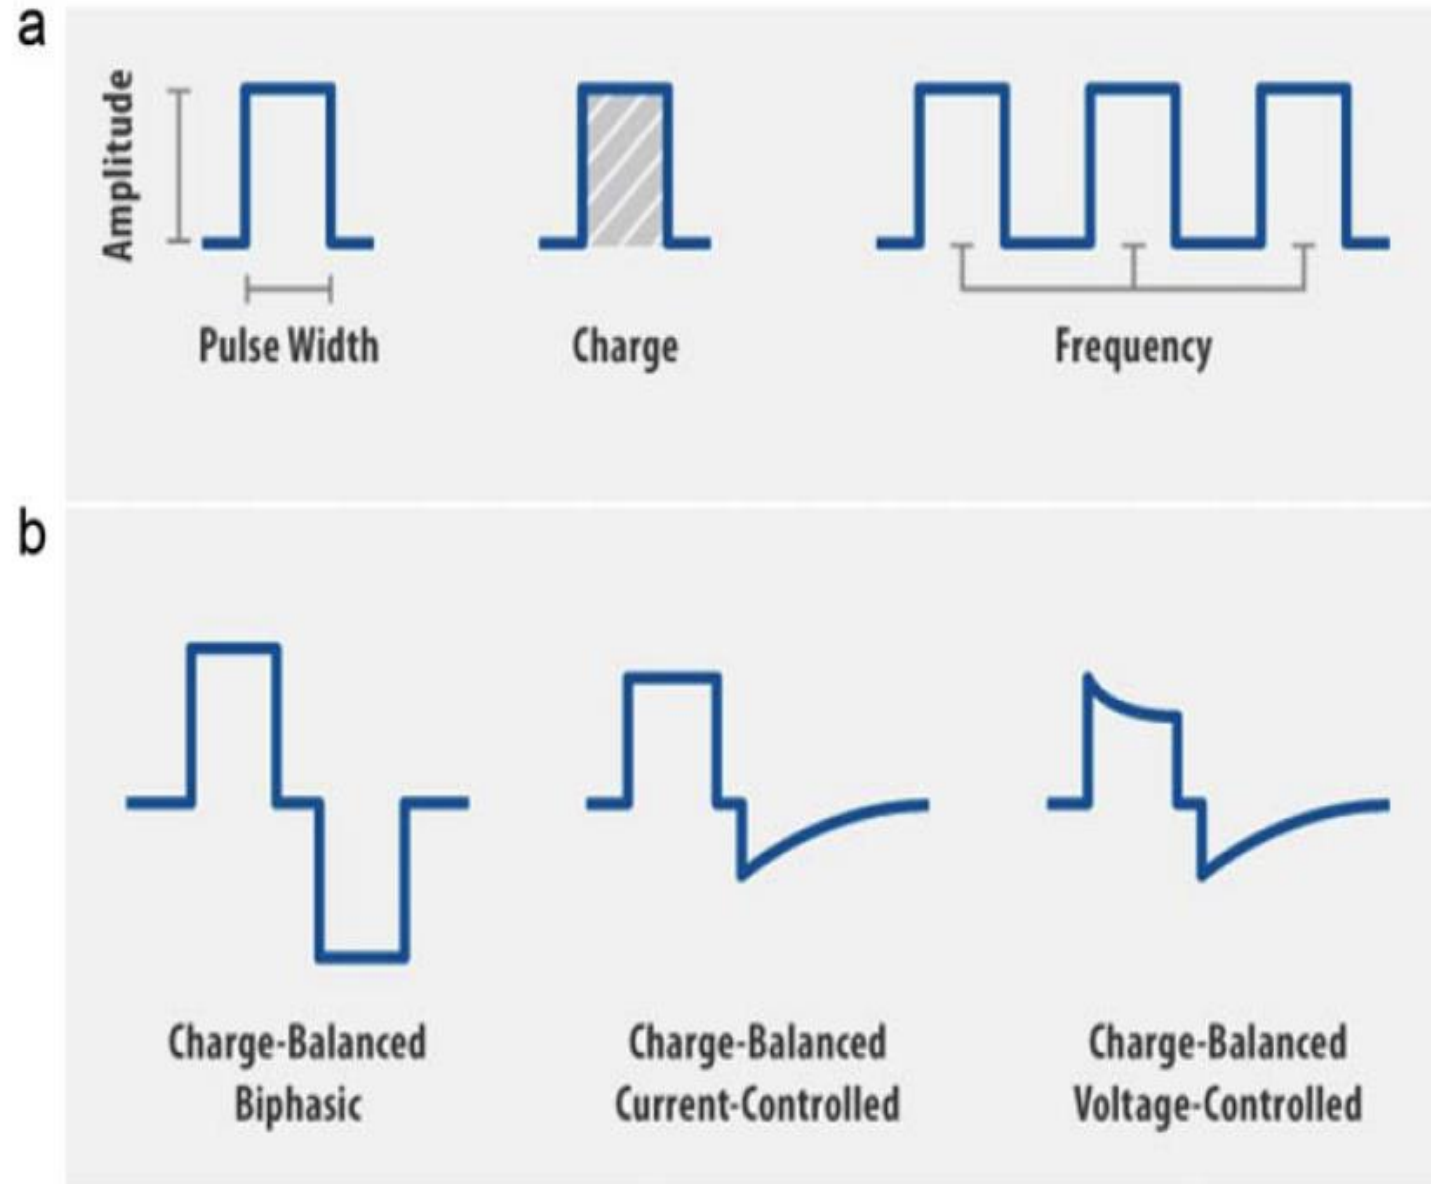 a
Amplitude
Pulse Width
Charge
Frequency
b
Charge-Balanced
Biphasic
Charge-Balanced
Current-Controlled
Charge-Balanced
Voltage-Controlled